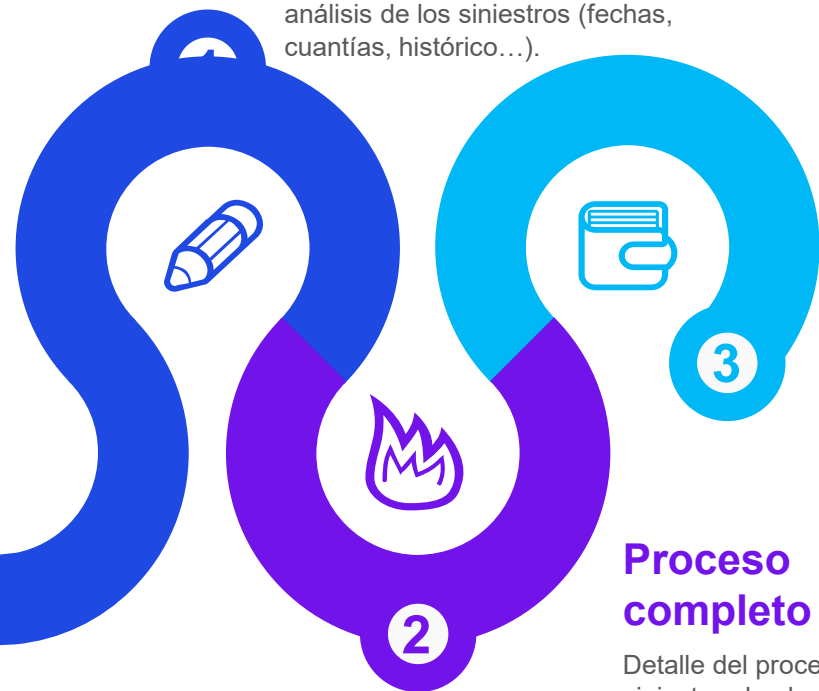 análisis de los siniestros (fechas,
cuantías, histórico…).
3
2
Proceso
completo
Detalle del proce